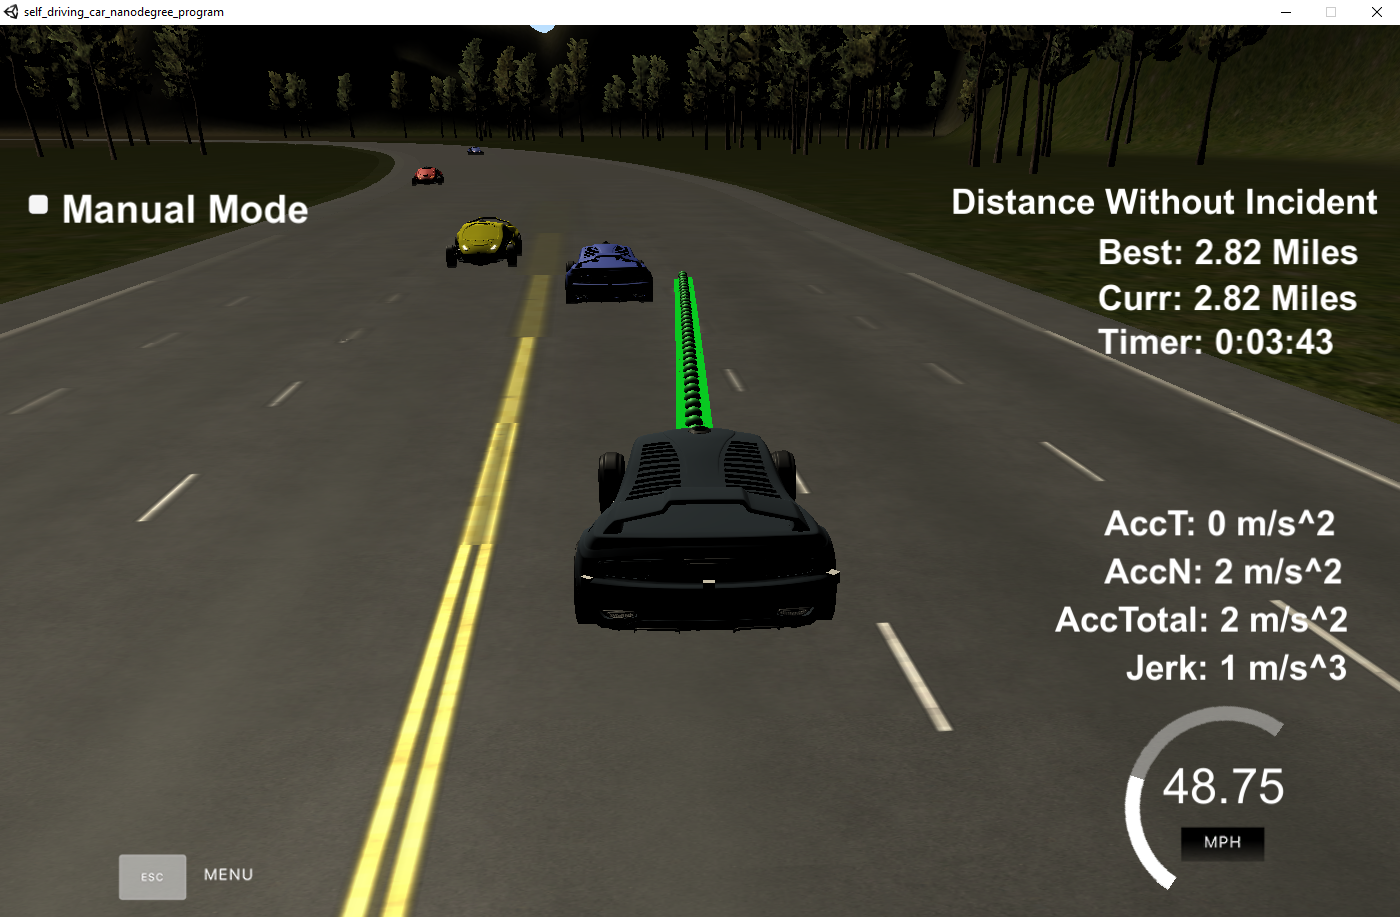 self_driving_car_nanodegree_program
Manual Mode
Distance Without Incident
Best: 2.82 Miles
Curr: 2.82 Miles
Timer: 0:03:43
AccT: 0 m/s^2
AccN: 2 m/s^2
AccTotal: 2 m/s^2
Jerk: 1 m/s^3
48.75
MPH
ESC MENU